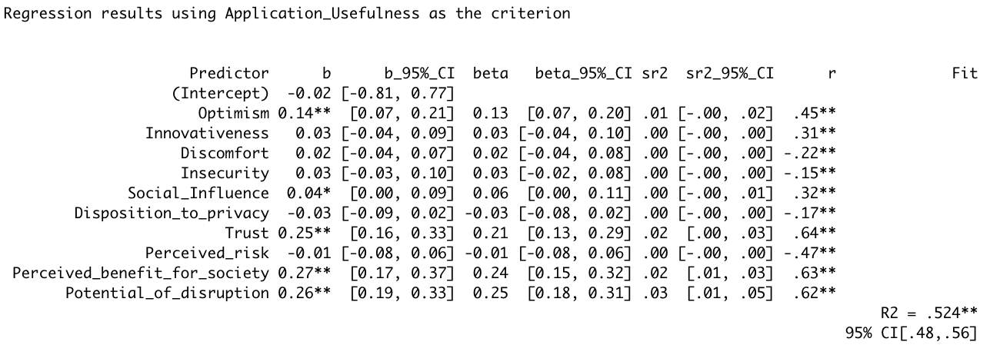 Regression results using Application_Usefulness as the criterion
Predictor b b_95%_CI beta beta_95%_CI sr2 sr2_95%_CI r Fit
(Intercept) -0.02 [-0.81, 0.77]
Optimism 0.14** [0.07, 0.21] 0.13 [0.07, 0.20] .01 [-.00, .02] .45**
Innovativeness 0.03 [-0.04, 0.09] 0.03 [-0.04, 0.10] .00 [-.00, .00] .31**
Discomfort 0.02 [-0.04, 0.07] 0.02 [-0.04, 0.08] .00 [-.00, .00] -.22**
Insecurity 0.03 [-0.03, 0.10] 0.03 [-0.02, 0.08] .00 [-.00, .00] -.15**
Social_Influence 0.04* [0.00, 0.09] 0.06 [0.00, 0.11] .00 [-.00, .01] .32**
Disposition_to_privacy -0.03 [-0.09, 0.02] -0.03 [-0.08, 0.02] .00 [-.00, .00] -.17**
Trust 0.25** [0.16, 0.33] 0.21 [0.13, 0.29] .02 [.00, .03] .64**
Perceived_risk -0.01 [-0.08, 0.06] -0.01 [-0.08, 0.06] .00 [-.00, .00] -.47**
Perceived_benefit_for_society 0.27** [0.17, 0.37] 0.24 [0.15, 0.32] .02 [.01, .03] .63**
Potential_of_disruption 0.26** [0.19, 0.33] 0.25 [0.18, 0.31] .03 [.01, .05] .62**
R2 = .524**
95% CI[.48,.56]